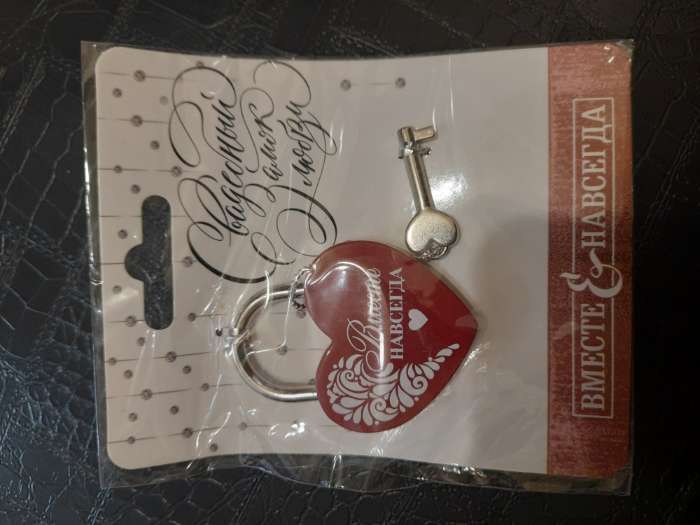 Свадебный
Замок
Любви
Вместе
НАВСЕГДА
ВМЕСТЕ & НАВСЕГДА